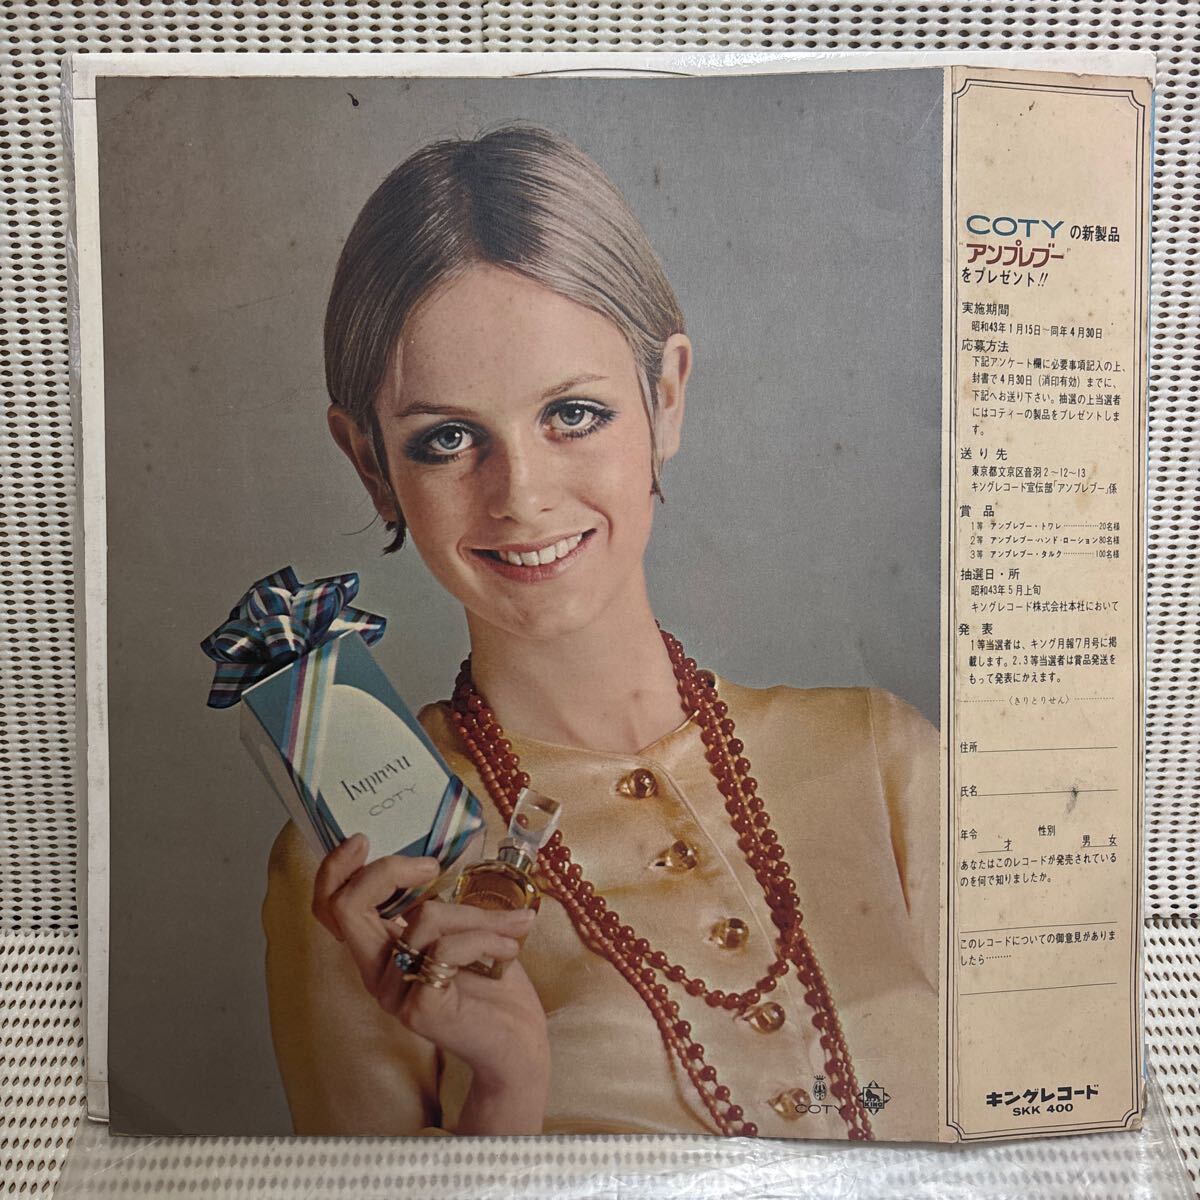 COTY の新製品
"アンプレブー"
をプレゼント!!
実施期間
昭和43年1月15日〜同年4月30日
応募方法
下記アンケート欄に必要事項記入の上、
封書で4月30日(消印有効)までに、
下記へお送り下さい。抽選の上当選者
にはコティーの製品をプレゼントしま
す。
送り先
東京都文京区音羽2〜12〜13
キングレコード宣伝部「アンプレブー」係
賞品
1等 アンプレブー・トワレ……………20名様
2等 アンプレブー・ハンド・ローション80名様
3等 アンプレブー・タルク…………100名様
抽選日・所
昭和43年5月上旬
キングレコード株式会社本社において
発表
1等当選者は、キング月報7月号に掲
載します。2.3等当選者は賞品発送を
もって発表にかえます。
……………〈きりとりせん〉……………
住所
氏名
年令 才 性別 男 女
あなたはこのレコードが発売されている
のを何で知りましたか。
このレコードについての御意見がありま
したら………
キングレコード
SKK 400
Imprévu
COTY
COTY
KING